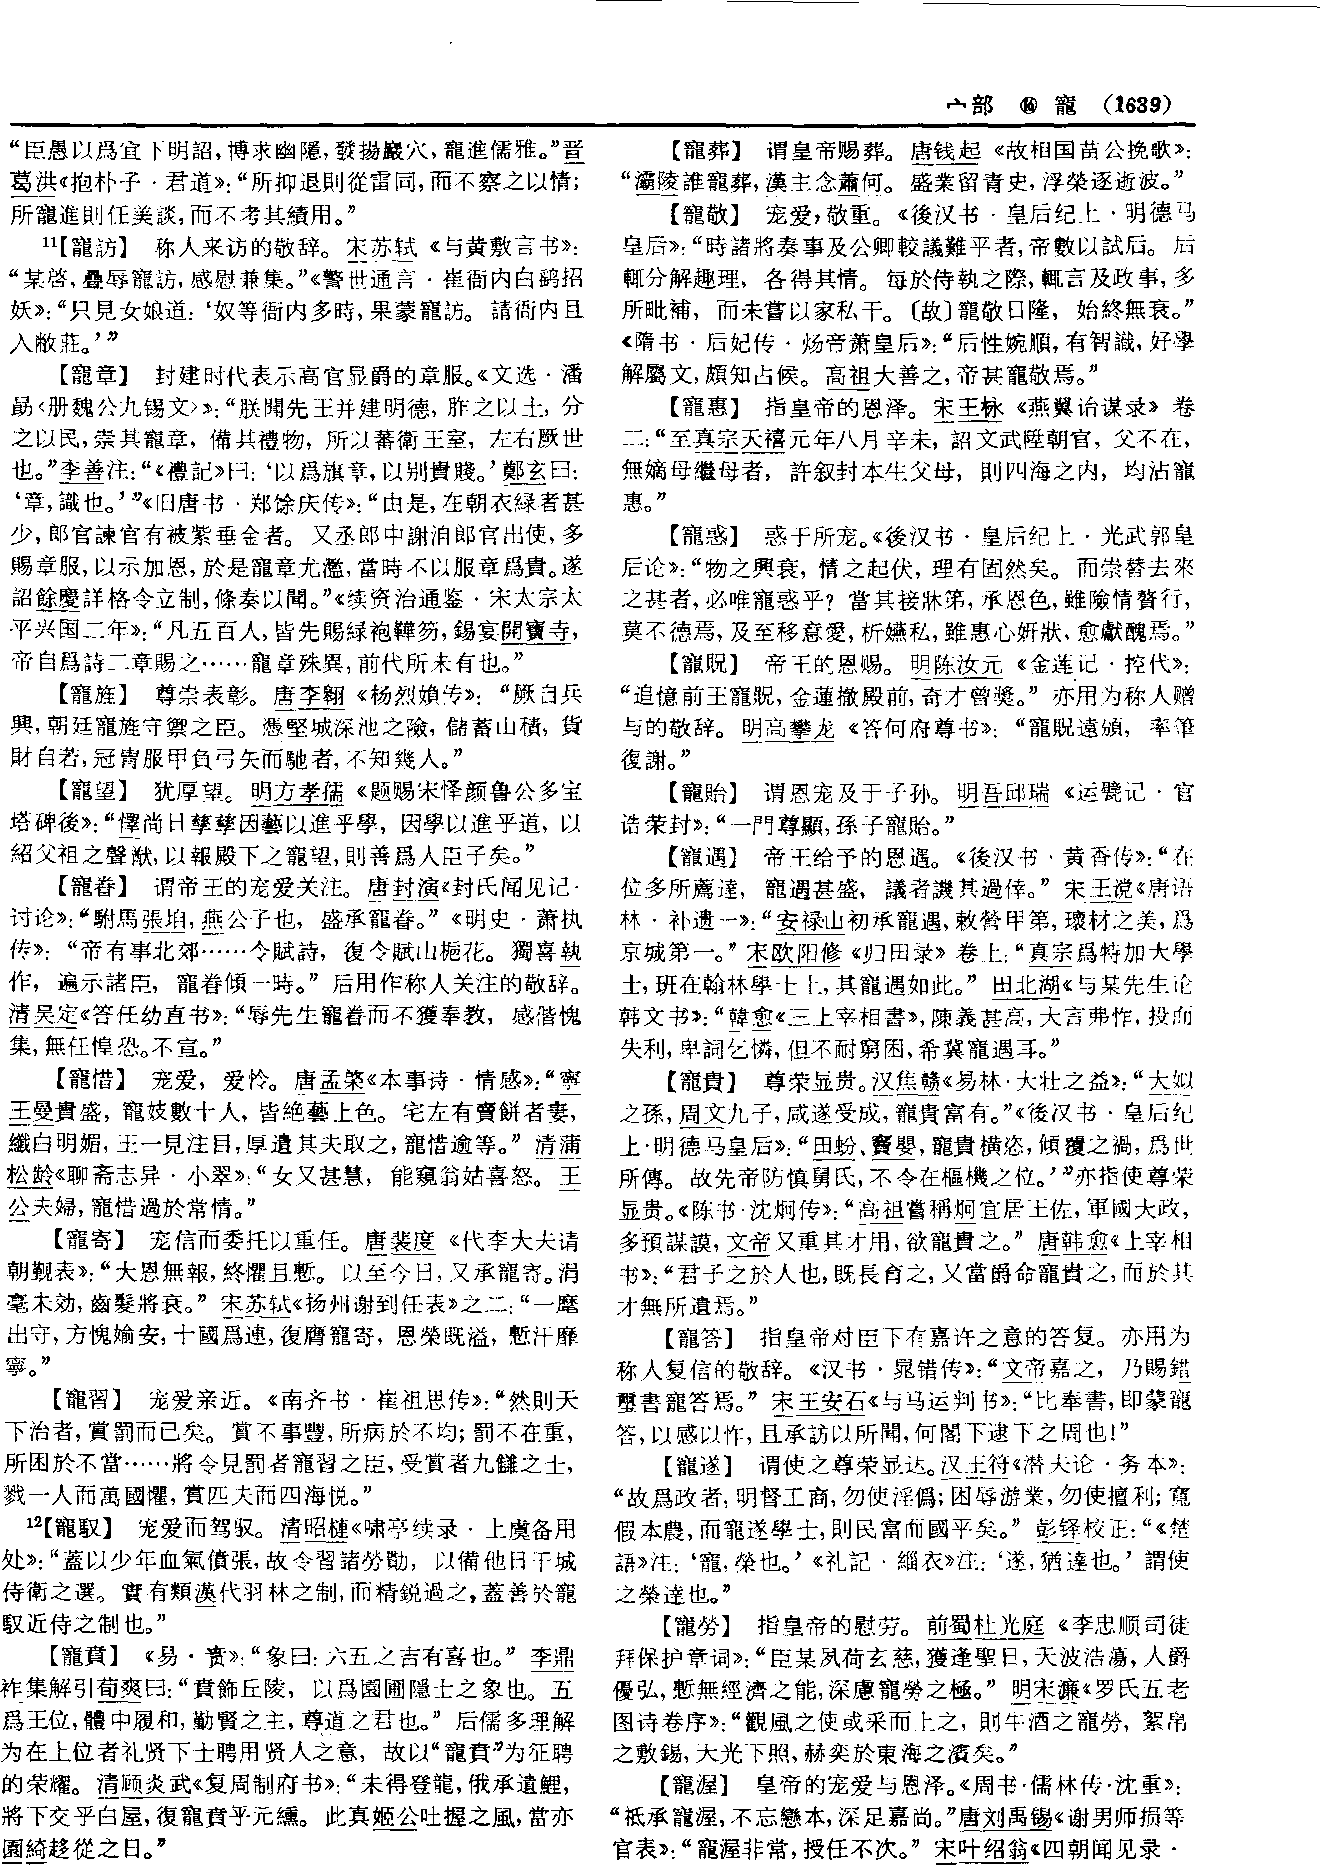 宀部 ⑯ 寵 (1639)
“臣愚以爲宜下明詔,博求幽隱,發揚巖穴,寵進儒雅。”晋
葛洪《抱朴子·君道》:“所抑退則從雷同,而不察之以情;
所寵進則任美談,而不考其績用。”
11【寵訪】 称人来访的敬辞。宋苏轼《与黄敷言书》:
“某啓,疊辱寵訪,感慰兼集。”《警世通言·崔衙内白鹞招
妖》:“只見女娘道:‘奴等衙内多時,果蒙寵訪。請衙内且
入敝莊。’”
【寵章】 封建时代表示高官显爵的章服。《文选·潘
勗〈册魏公九锡文〉》:“朕聞先王并建明德,胙之以土,分
之以民,崇其寵章,備其禮物,所以蕃衛王室,左右厥世
也。”李善注:“《禮記》曰:‘以爲旗章,以别貴賤。’鄭玄曰:
‘章,識也。’”《旧唐书·郑馀庆传》:“由是,在朝衣緑者甚
少,郎官諫官有被紫垂金者。又丞郎中謝洎郎官出使,多
賜章服,以示加恩,於是寵章尤濫,當時不以服章爲貴。遂
詔餘慶詳格令立制,條奏以聞。”《续资治通鉴·宋太宗太
平兴国二年》:“凡五百人,皆先賜緑袍鞾笏,錫宴開寶寺,
帝自爲詩二章賜之……寵章殊異,前代所未有也。”
【寵旌】 尊崇表彰。唐李翱《杨烈婦传》:“厥自兵
興,朝廷寵旌守禦之臣。憑堅城深池之險,儲蓄山積,貨
財自若,冠胄服甲負弓矢而馳者,不知幾人。”
【寵望】 犹厚望。明方孝孺《题赐宋怿颜鲁公多宝
塔碑後》:“懌尚日孳孳因藝以進乎學,因學以進乎道,以
紹父祖之聲猷,以報殿下之寵望,則善爲人臣子矣。”
【寵眷】 谓帝王的宠爱关注。唐封演《封氏闻见记·
讨论》:“駙馬張垍,燕公子也,盛承寵眷。”《明史·萧执
传》:“帝有事北郊……令賦詩,復令賦山梔花。獨喜執
作,遍示諸臣,寵眷傾一時。”后用作称人关注的敬辞。
清吴定《答任幼直书》:“辱先生寵眷而不獲奉教,感偕愧
集,無任惶恐。不宣。”
【寵惜】 宠爱,爱怜。唐孟棨《本事诗·情感》:“寧
王曼貴盛,寵妓數十人,皆絶藝上色。宅左有賣餅者妻,
纖白明媚,王一見注目,厚遺其夫取之,寵惜逾等。”清蒲
松龄《聊斋志异·小翠》:“女又甚慧,能窺翁姑喜怒。王
公夫婦,寵惜過於常情。”
【寵寄】 宠信而委托以重任。唐裴度《代李大夫请
朝觐表》:“大恩無報,終懼且慙。以至今日,又承寵寄。涓
毫未効,齒髮將衰。”宋苏轼《扬州谢到任表》之二:“一麾
出守,方愧媮安;十國爲連,復膺寵寄,恩榮既溢,慙汗靡
寧。”
【寵習】 宠爱亲近。《南齐书·崔祖思传》:“然則天
下治者,賞罰而已矣。賞不事豐,所病於不均;罰不在重,
所困於不當……將令見罰者寵習之臣,受賞者仇讎之士,
戮一人而萬國懼,賞匹夫而四海悦。”
12【寵馭】 宠爱而驾驭。清昭槤《啸亭续录·上虞备用
处》:“蓋以少年血氣僨張,故令習諸勞勩,以備他日干城
侍衛之選。實有類漢代羽林之制,而精鋭過之,蓋善於寵
馭近侍之制也。”
【寵賁】 《易·贲》:“象曰:六五之吉有喜也。”李鼎
祚集解引荀爽曰:“賁飾丘陵,以爲園圃隱士之象也。五
爲王位,體中履和,勤賢之主,尊道之君也。”后儒多理解
为在上位者礼贤下士聘用贤人之意,故以“寵賁”为征聘
的荣耀。清顾炎武《复周制府书》:“未得登龍,俄承遺鯉,
將下交乎白屋,復寵賁乎元纁。此真姬公吐握之風,當亦
園綺趍從之日。”
【寵葬】 谓皇帝赐葬。唐钱起《故相国苗公挽歌》:
“灞陵誰寵葬,漢主念蕭何。盛業留青史,浮榮逐逝波。”
【寵敬】 宠爱,敬重。《後汉书·皇后纪上·明德马
皇后》:“時諸將奏事及公卿較議難平者,帝數以試后。后
輒分解趣理,各得其情。每於侍執之際,輒言及政事,多
所毗補,而未嘗以家私干。〔故〕寵敬日隆,始終無衰。”
《隋书·后妃传·炀帝萧皇后》:“后性婉順,有智識,好學
解屬文,頗知占候。高祖大善之,帝甚寵敬焉。”
【寵惠】 指皇帝的恩泽。宋王栐《燕翼诒谋录》卷
二:“至真宗天禧元年八月辛未,詔文武陞朝官,父不在,
無嫡母繼母者,許叙封本生父母,則四海之内,均沾寵
惠。”
【寵惑】 惑于所宠。《後汉书·皇后纪上·光武郭皇
后论》:“物之興衰,情之起伏,理有固然矣。而崇替去來
之甚者,必唯寵惑乎?當其接牀笫,承恩色,雖險情贅行,
莫不德焉,及至移意愛,析嬿私,雖惠心妍狀,愈獻醜焉。”
【寵貺】 帝王的恩赐。明陈汝元《金莲记·控代》:
“追憶前王寵貺,金蓮撤殿前,奇才曾奬。”亦用为称人赠
与的敬辞。明高攀龙《答何府尊书》:“寵貺遠頒,率筆
復謝。”
【寵貽】 谓恩宠及于子孙。明吾邱瑞《运甓记·官
诰荣封》:“一門尊顯,孫子寵貽。”
【寵遇】 帝王给予的恩遇。《後汉书·黄香传》:“在
位多所薦達,寵遇甚盛,議者譏其過倖。”宋王谠《唐语
林·补遗一》:“安禄山初承寵遇,敕營甲第,瓌材之美,爲
京城第一。”宋欧阳修《归田录》卷上:“真宗爲特加大學
士,班在翰林學士上,其寵遇如此。”田北湖《与某先生论
韩文书》:“韓愈《三上宰相書》,陳義甚高,大言弗怍,投而
失利,卑詞乞憐,但不耐窮困,希冀寵遇耳。”
【寵貴】 尊荣显贵。汉焦赣《易林·大壮之益》:“大姒
之孫,周文九子,咸遂受成,寵貴富有。”《後汉书·皇后纪
上·明德马皇后》:“田蚡、竇嬰,寵貴横恣,傾覆之禍,爲世
所傳。故先帝防慎舅氏,不令在樞機之位。’”亦指使尊荣
显贵。《陈书·沈炯传》:“高祖嘗稱炯宜居王佐,軍國大政,
多預謀謨,文帝又重其才用,欲寵貴之。”唐韩愈《上宰相
书》:“君子之於人也,既長育之,又當爵命寵貴之,而於其
才無所遺焉。”
【寵答】 指皇帝对臣下有嘉许之意的答复。亦用为
称人复信的敬辞。《汉书·晁错传》:“文帝嘉之,乃賜錯
璽書寵答焉。”宋王安石《与马运判书》:“比奉書,即蒙寵
答,以感以怍,且承訪以所聞,何閣下逮下之周也!”
【寵遂】 谓使之尊荣显达。汉王符《潜夫论·务本》:
“故爲政者,明督工商,勿使淫僞;困辱游業,勿使擅利;寬
假本農,而寵遂學士,則民富而國平矣。”彭铎校正:“《楚
語》注:‘寵,榮也。’《礼記·緇衣》注:‘遂,猶達也。’謂使
之榮達也。”
【寵勞】 指皇帝的慰劳。前蜀杜光庭《李忠顺司徒
拜保护章词》:“臣某夙荷玄慈,獲逢聖日,天波浩蕩,人爵
優弘,慙無經濟之能,深慮寵勞之極。”明宋濂《罗氏五老
图诗卷序》:“觀風之使或采而上之,則牛酒之寵勞,絮帛
之敷錫,大光下照,赫奕於東海之濱矣。”
【寵渥】 皇帝的宠爱与恩泽。《周书·儒林传·沈重》:
“祗承寵渥,不忘戀本,深足嘉尚。”唐刘禹锡《谢男师损等
官表》:“寵渥非常,授任不次。”宋叶绍翁《四朝闻见录·